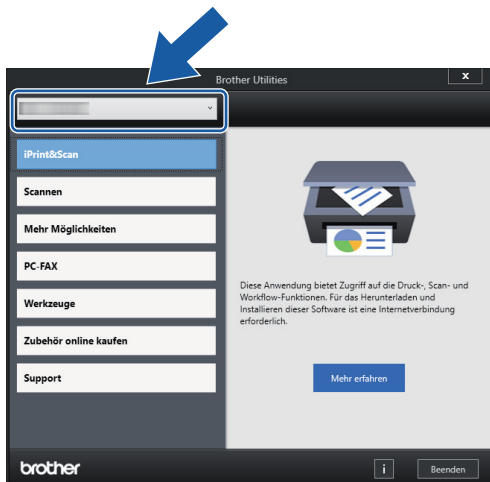 Brother Utilities
x
iPrint&Scan
Scannen
Mehr Möglichkeiten
PC-FAX
Werkzeuge
Zubehör online kaufen
Support
Diese Anwendung bietet Zugriff auf die Druck-, Scan- und
Workflow-Funktionen. Für das Herunterladen und
Installieren dieser Software ist eine Internetverbindung
erforderlich.
Mehr erfahren
brother
i
Beenden